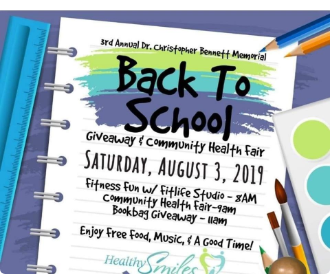 3rd Annual Dr. Christopher Bennett Memorial
Back To
School
Giveaway & Community Health Fair
SATURDAY, AUGUST 3, 2019
Fitness Fun w/ Fitlife Studio - 8AM
Community Health Fair-9am
Bookbag Giveaway - 11am
Enjoy Free Food, Music, & A Good Time!
Healthy Smiles